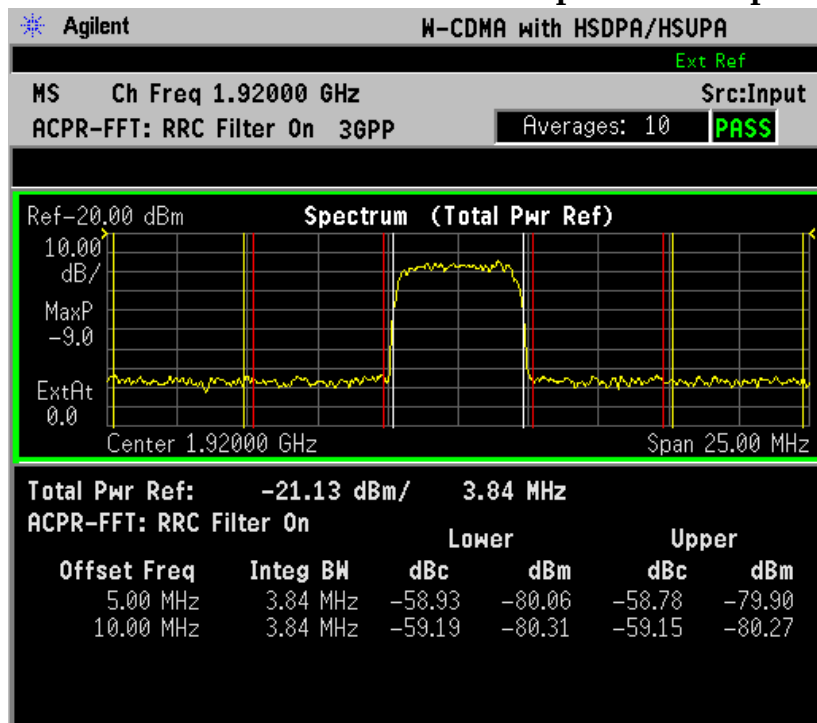 Agilent W-CDMA with HSDPA/HSUPA
Ext Ref
MS Ch Freq 1.92000 GHz Src:Input
ACPR-FFT: RRC Filter On 3GPP Averages: 10 PASS
Ref-20.00 dBm Spectrum (Total Pwr Ref)
10.00
dB/
MaxP
-9.0
ExtAt
0.0
Center 1.92000 GHz Span 25.00 MHz
Total Pwr Ref: -21.13 dBm/ 3.84 MHz
ACPR-FFT: RRC Filter On
Lower Upper
Offset Freq Integ BW dBc dBm dBc dBm
5.00 MHz 3.84 MHz -58.93 -80.06 -58.78 -79.90
10.00 MHz 3.84 MHz -59.19 -80.31 -59.15 -80.27